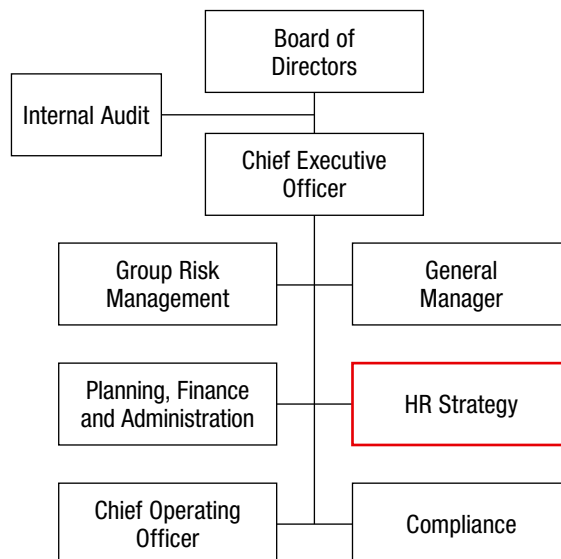 Board of
Directors
Internal Audit
Chief Executive
Officer
Group Risk
Management
General
Manager
Planning, Finance
and Administration
HR Strategy
Chief Operating
Officer
Compliance